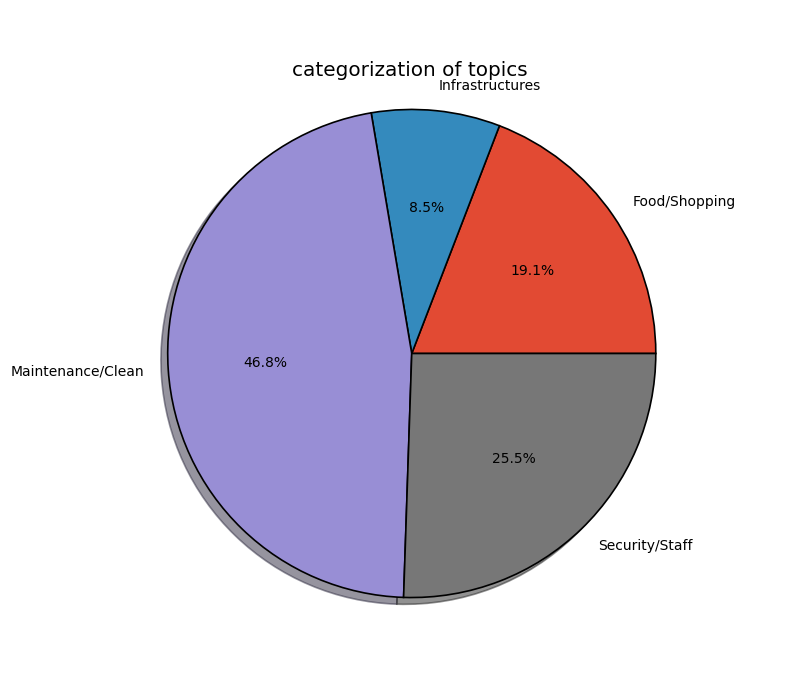 categorization of topics
Infrastructures
Food/Shopping
8.5%
19.1%
46.8%
Maintenance/Clean
25.5%
Security/Staff